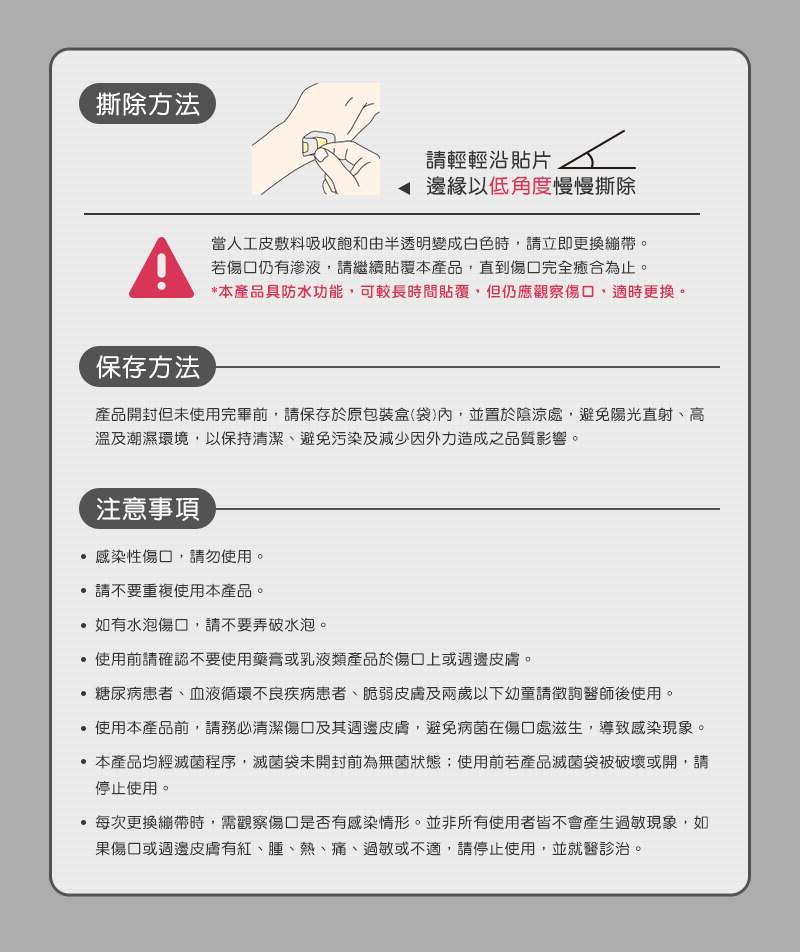 撕除方法
請輕輕沿貼片
◀ 邊緣以低角度慢慢撕除
當人工皮敷料吸收飽和由半透明變成白色時，請立即更換繃帶。
若傷口仍有滲液，請繼續貼覆本產品，直到傷口完全癒合為止。
*本產品具防水功能，可較長時間貼覆，但仍應觀察傷口，適時更換。
保存方法
產品開封但未使用完畢前，請保存於原包裝盒(袋)內，並置於陰涼處，避免陽光直射、高
溫及潮濕環境，以保持清潔、避免污染及減少因外力造成之品質影響。
注意事項
• 感染性傷口，請勿使用。
• 請不要重複使用本產品。
• 如有水泡傷口，請不要弄破水泡。
• 使用前請確認不要使用藥膏或乳液類產品於傷口上或週邊皮膚。
• 糖尿病患者、血液循環不良疾病患者、脆弱皮膚及兩歲以下幼童請徵詢醫師後使用。
• 使用本產品前，請務必清潔傷口及其週邊皮膚，避免病菌在傷口處滋生，導致感染現象。
• 本產品均經滅菌程序，滅菌袋未開封前為無菌狀態；使用前若產品滅菌袋被破壞或開，請
停止使用。
• 每次更換繃帶時，需觀察傷口是否有感染情形。並非所有使用者皆不會產生過敏現象，如
果傷口或週邊皮膚有紅、腫、熱、痛、過敏或不適，請停止使用，並就醫診治。